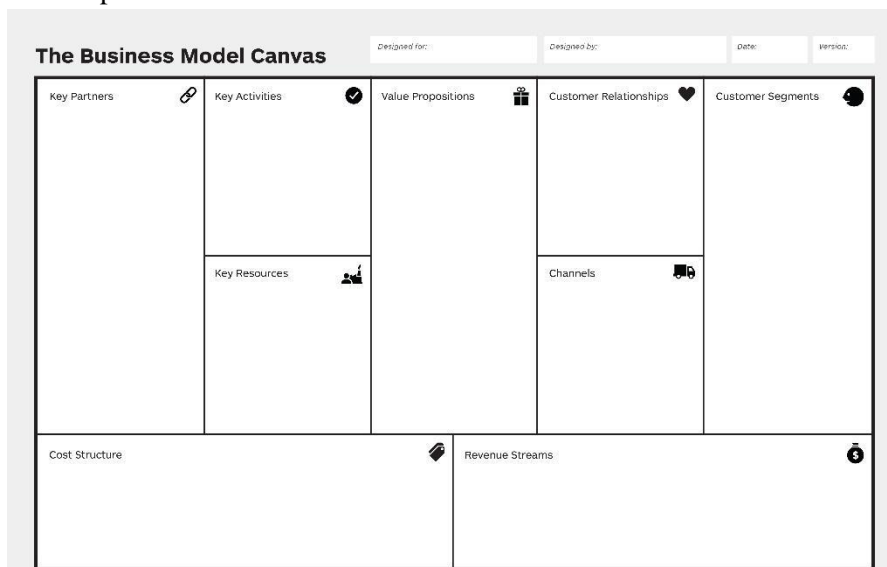 The Business Model Canvas
Designed for:
Designed by:
Date:
Version:
Key Partners
Key Activities
Value Propositions
Customer Relationships
Customer Segments
Key Resources
Channels
Cost Structure
Revenue Streams
$